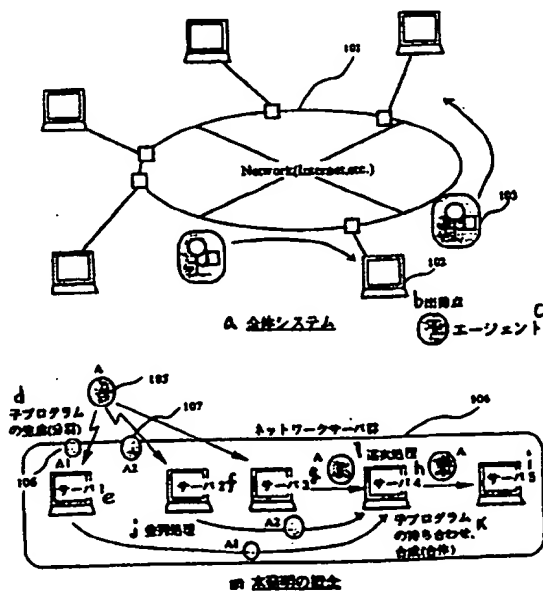 101
Network(Internet,etc.)
103
102
b 出発点
c
a 全体システム
エージェント
A
105
d
子プログラム
の生成(分裂)
107
ネットワークサーバ群
104
106
A1
A2
A
l 逐次処理
A
サーバ1 e
サーバ2 f
サーバ3 g
サーバ4 h
サーバ5 i
j 並列処理
A2
子プログラム K
の待ち合わせ、
合成(合体)
A1
m 本発明の概念